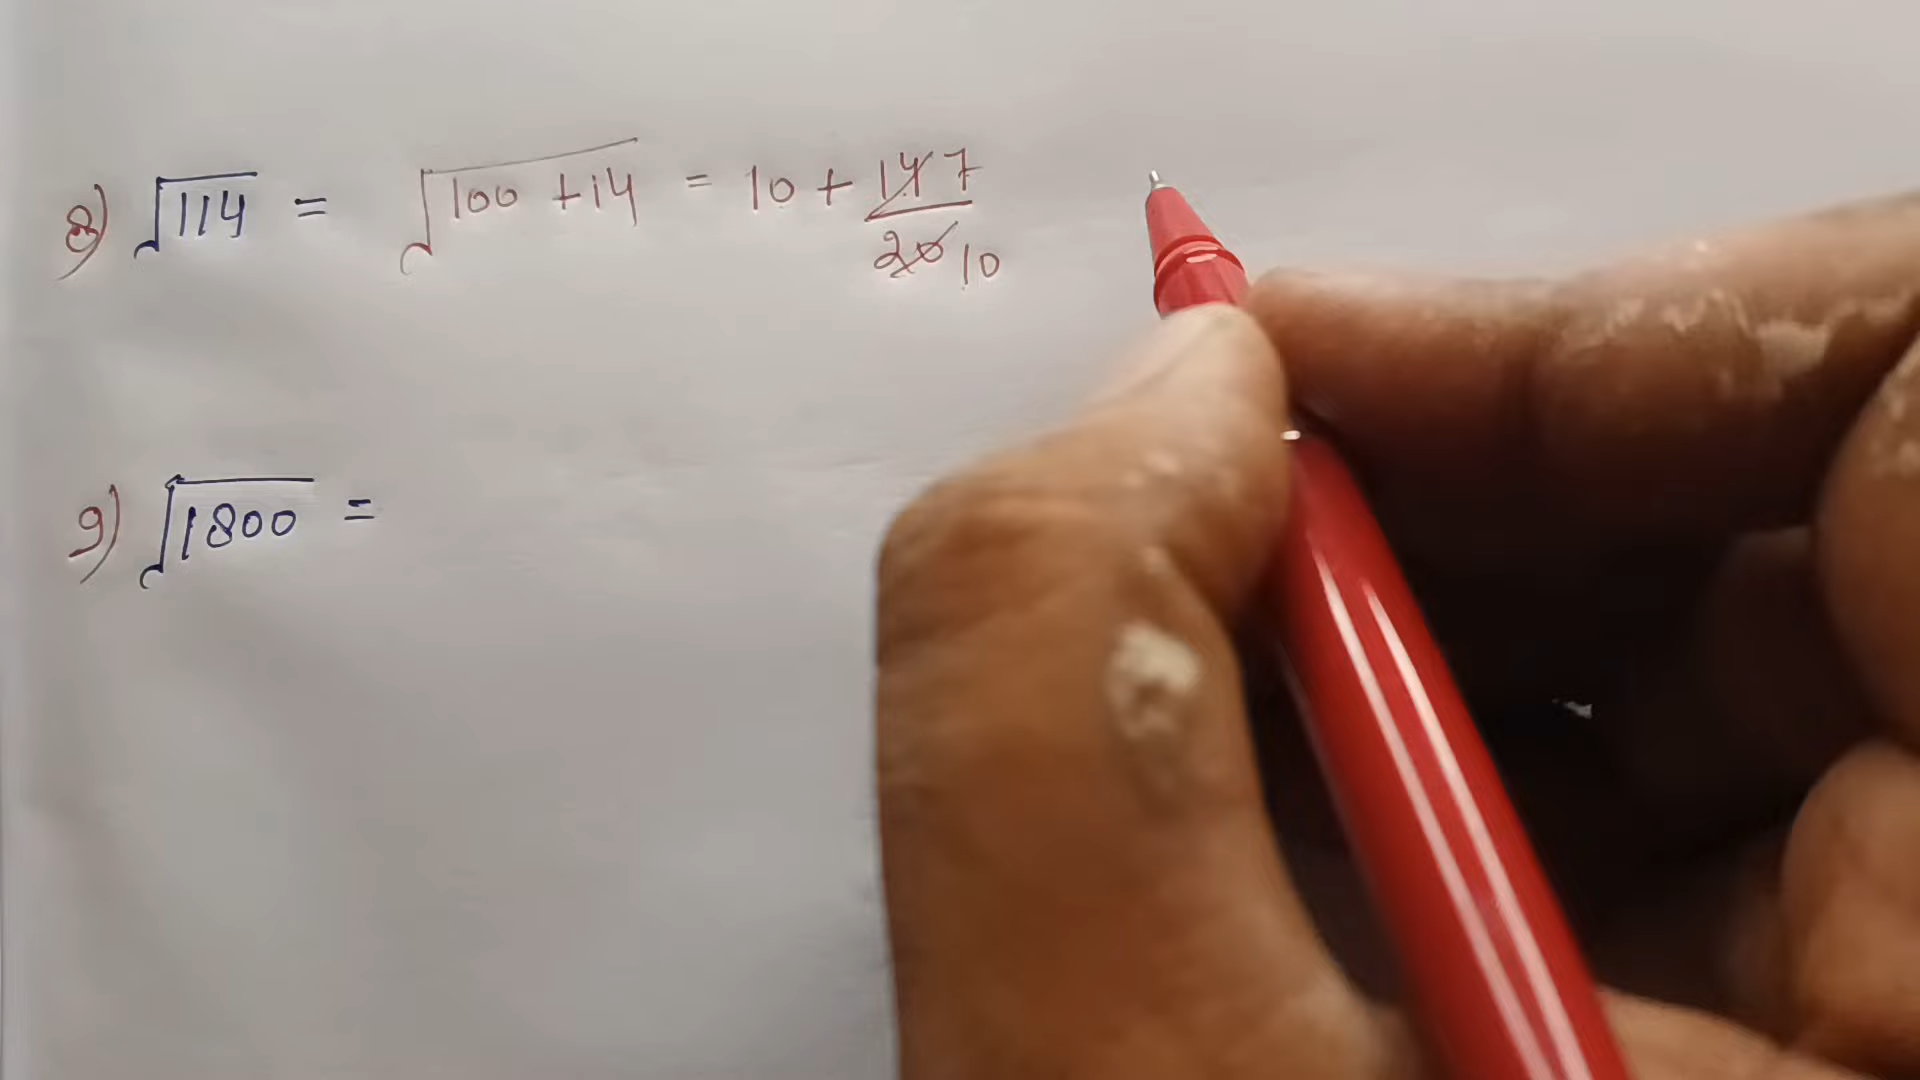 8) √114 = √100 + 14 = 10 + 14 7 / 20 10
9) √1800 =